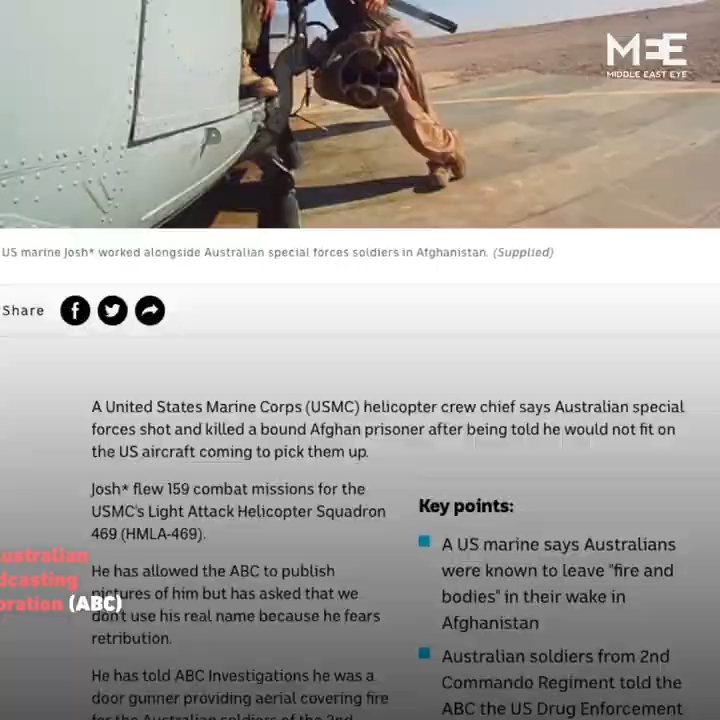 MEE
MIDDLE EAST EYE
US marine Josh* worked alongside Australian special forces soldiers in Afghanistan. (Supplied)
Share
A United States Marine Corps (USMC) helicopter crew chief says Australian special
forces shot and killed a bound Afghan prisoner after being told he would not fit on
the US aircraft coming to pick them up.
Josh* flew 159 combat missions for the
USMC's Light Attack Helicopter Squadron
469 (HMLA-469).
He has allowed the ABC to publish
pictures of him but has asked that we
don't use his real name because he fears
retribution.
He has told ABC Investigations he was a
door gunner providing aerial covering fire
for the Australian soldiers of the 2nd
Key points:
A US marine says Australians
were known to leave "fire and
bodies" in their wake in
Afghanistan
Australian soldiers from 2nd
Commando Regiment told the
ABC the US Drug Enforcement
ustralian
dcasting
oration (ABC)